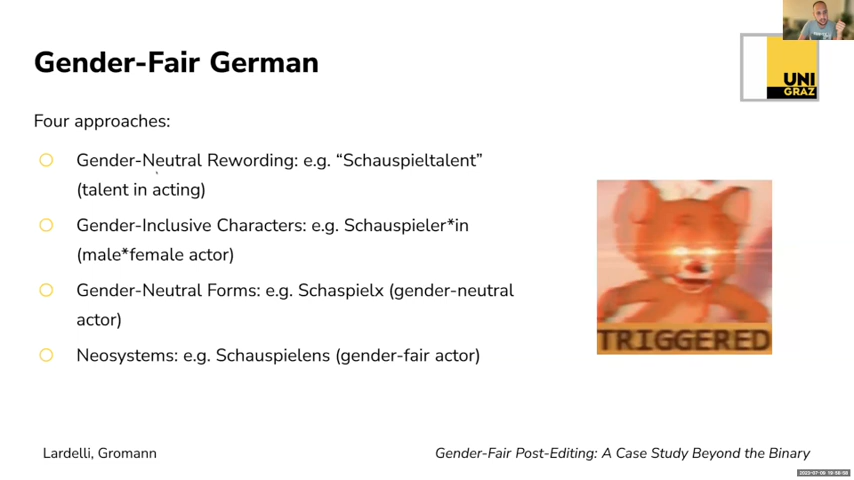 Gender-Fair German
UNI
GRAZ
Four approaches:
Gender-Neutral Rewording: e.g. “Schauspieltalent”
(talent in acting)
Gender-Inclusive Characters: e.g. Schauspieler*in
(male*female actor)
Gender-Neutral Forms: e.g. Schaspielx (gender-neutral
actor)
Neosystems: e.g. Schauspielens (gender-fair actor)
TRIGGERED
Lardelli, Gromann
Gender-Fair Post-Editing: A Case Study Beyond the Binary